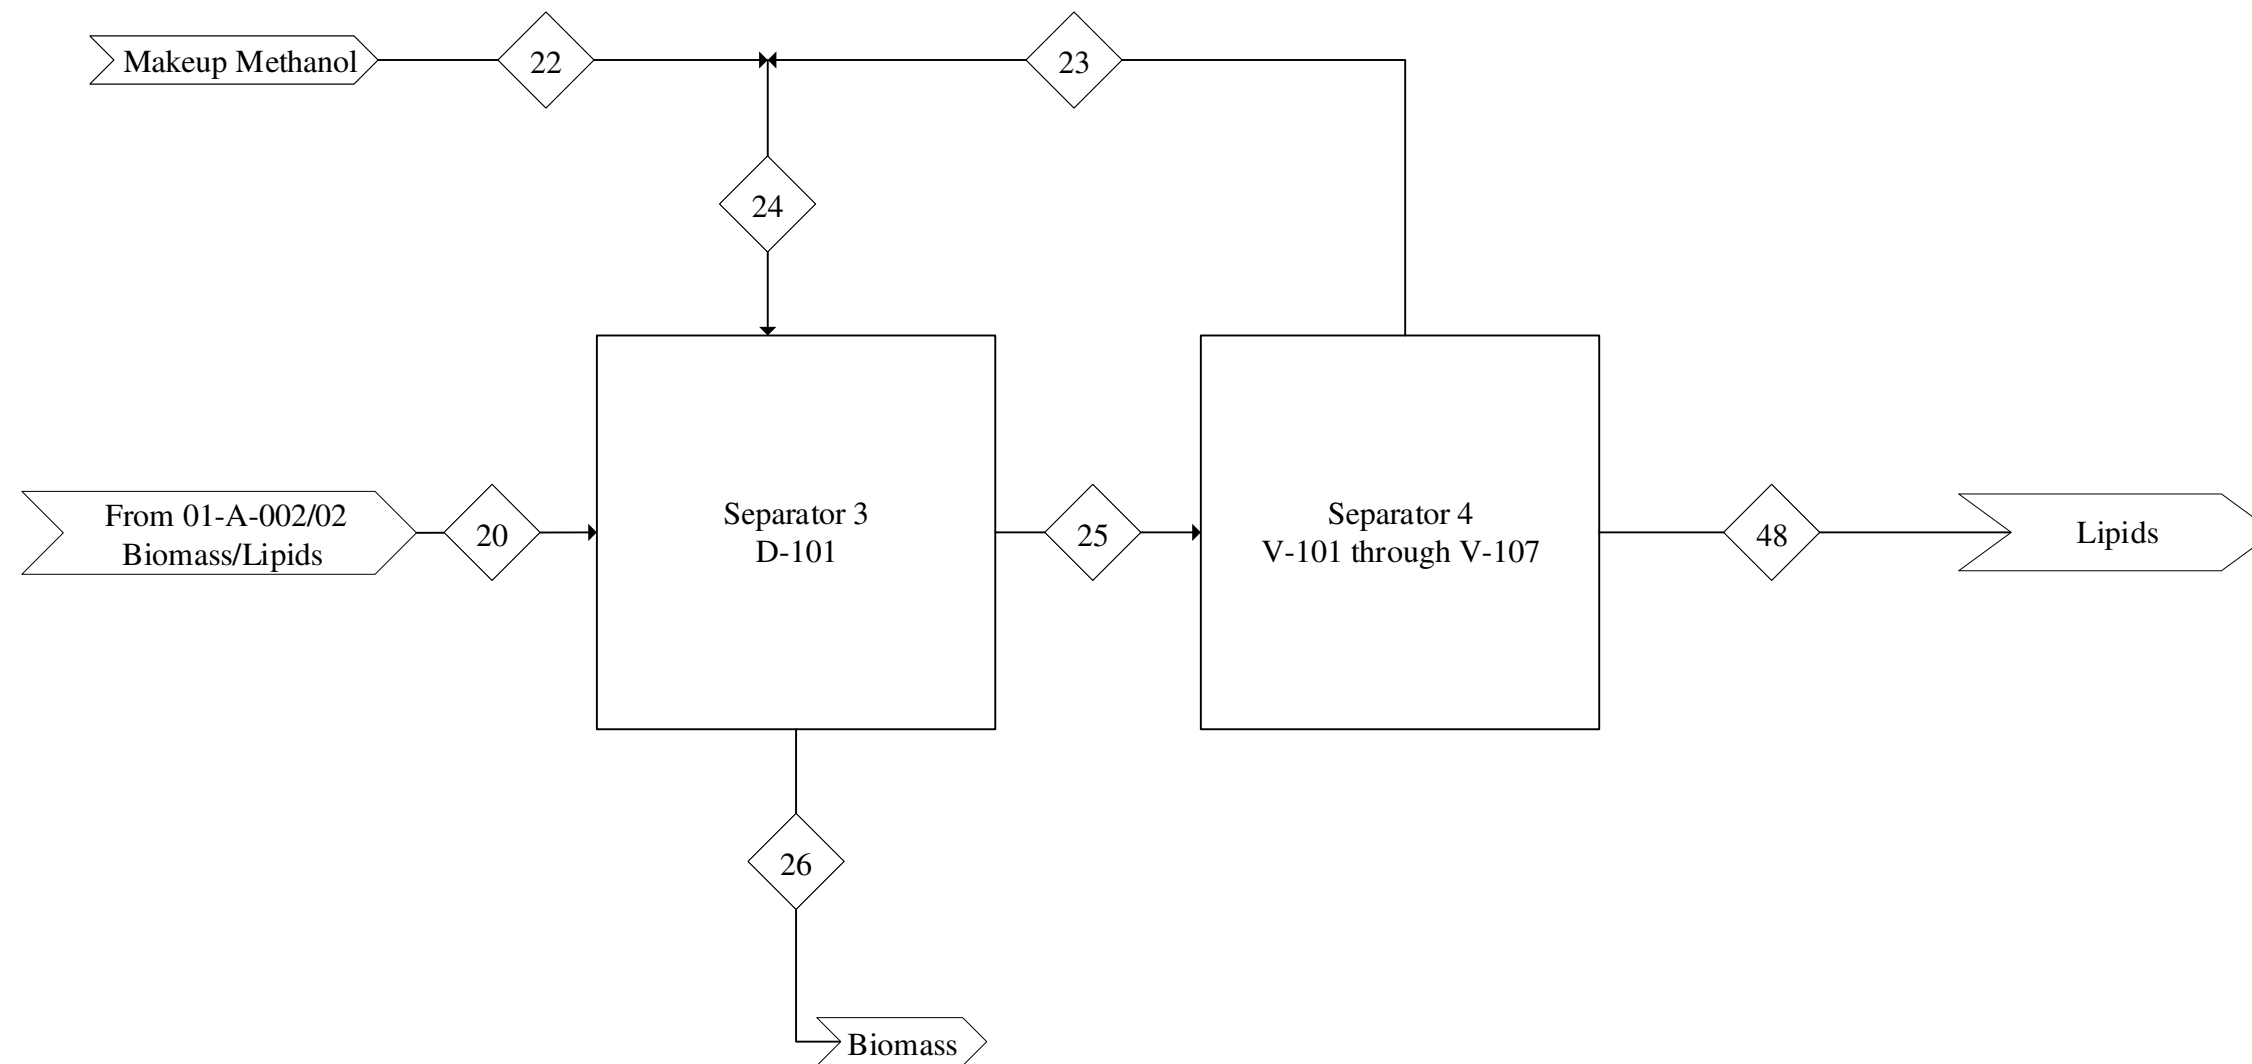 Makeup Methanol
22
23
24
From 01-A-002/02
Biomass/Lipids
20
Separator 3
D-101
25
Separator 4
V-101 through V-107
48
Lipids
26
Biomass